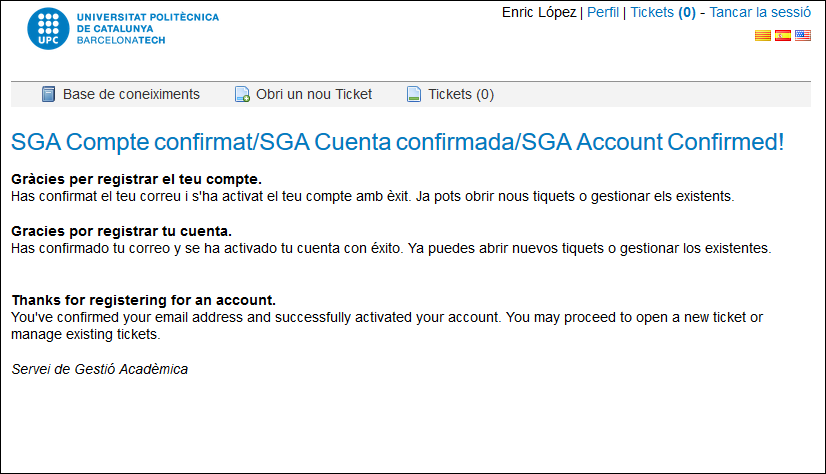 UNIVERSITAT POLITÈCNICA
DE CATALUNYA
BARCELONATECH
UPC
Enric López | Perfil | Tickets (0) - Tancar la sessió
Base de coneiximents
Obri un nou Ticket
Tickets (0)
SGA Compte confirmat/SGA Cuenta confirmada/SGA Account Confirmed!
Gràcies per registrar el teu compte.
Has confirmat el teu correu i s'ha activat el teu compte amb èxit. Ja pots obrir nous tiquets o gestionar els existents.
Gracies por registrar tu cuenta.
Has confirmado tu correo y se ha activado tu cuenta con éxito. Ya puedes abrir nuevos tiquets o gestionar los existentes.
Thanks for registering for an account.
You've confirmed your email address and successfully activated your account. You may proceed to open a new ticket or
manage existing tickets.
Servei de Gestió Acadèmica